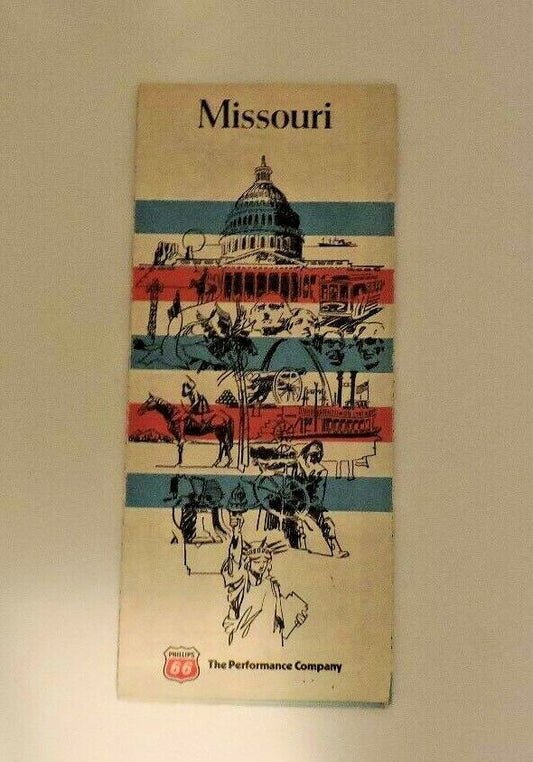 Missouri
PHILLIPS
66
The Performance Company